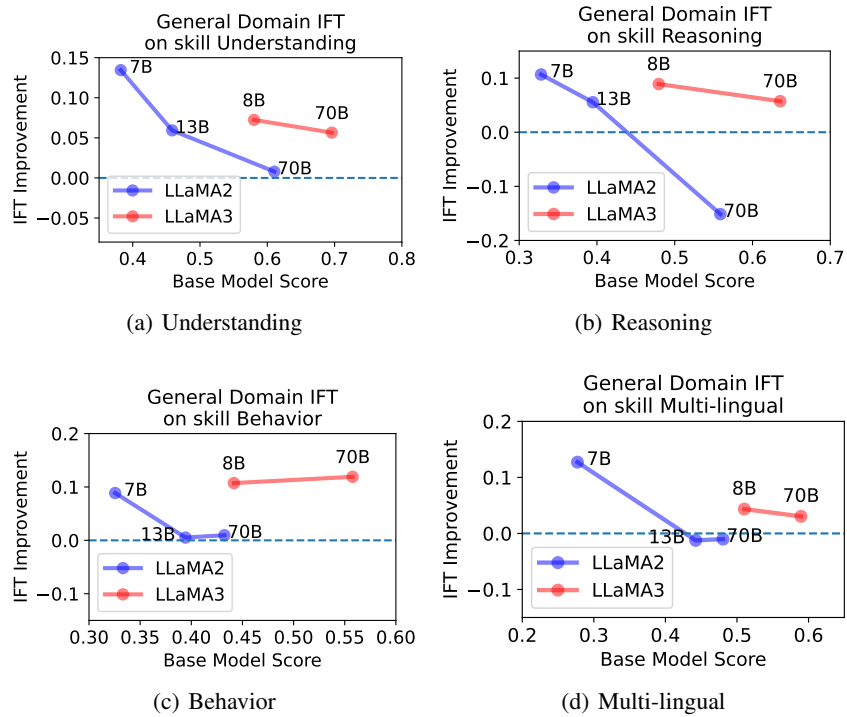 General Domain IFT
on skill Understanding
IFT Improvement
0.15
0.10
0.05
0.00
−0.05
7B
13B
70B
8B
70B
LLaMA2
LLaMA3
0.4 0.5 0.6 0.7 0.8
Base Model Score
(a) Understanding
General Domain IFT
on skill Reasoning
IFT Improvement
0.1
0.0
−0.1
−0.2
7B
13B
70B
8B
70B
LLaMA2
LLaMA3
0.3 0.4 0.5 0.6 0.7
Base Model Score
(b) Reasoning
General Domain IFT
on skill Behavior
IFT Improvement
0.2
0.1
0.0
−0.1
7B
13B
70B
8B
70B
LLaMA2
LLaMA3
0.30 0.35 0.40 0.45 0.50 0.55 0.60
Base Model Score
(c) Behavior
General Domain IFT
on skill Multi-lingual
IFT Improvement
0.2
0.1
0.0
−0.1
7B
13B
70B
8B
70B
LLaMA2
LLaMA3
0.2 0.3 0.4 0.5 0.6
Base Model Score
(d) Multi-lingual